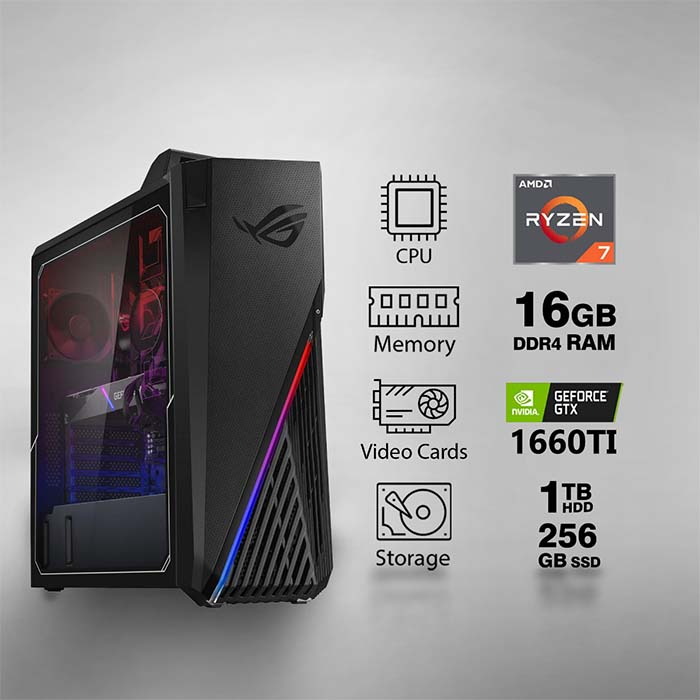 CPU
AMD
RYZEN
7
Memory
16GB
DDR4 RAM
Video Cards
NVIDIA.
GEFORCE
GTX
1660TI
Storage
1TB
HDD
256
GB SSD